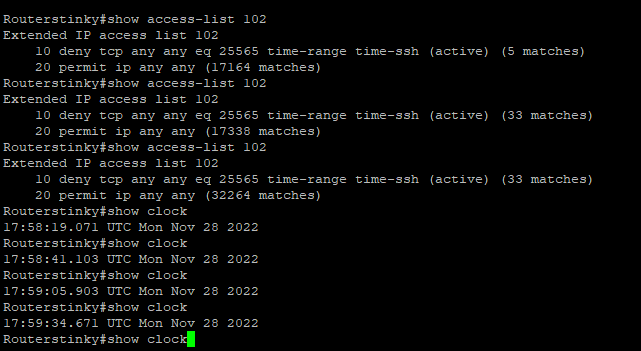 Routerstinky#show access-list 102
Extended IP access list 102
    10 deny tcp any any eq 25565 time-range time-ssh (active) (5 matches)
    20 permit ip any any (17164 matches)
Routerstinky#show access-list 102
Extended IP access list 102
    10 deny tcp any any eq 25565 time-range time-ssh (active) (33 matches)
    20 permit ip any any (17338 matches)
Routerstinky#show access-list 102
Extended IP access list 102
    10 deny tcp any any eq 25565 time-range time-ssh (active) (33 matches)
    20 permit ip any any (32264 matches)
Routerstinky#show clock
17:58:19.071 UTC Mon Nov 28 2022
Routerstinky#show clock
17:58:41.103 UTC Mon Nov 28 2022
Routerstinky#show clock
17:59:05.903 UTC Mon Nov 28 2022
Routerstinky#show clock
17:59:34.671 UTC Mon Nov 28 2022
Routerstinky#show clock